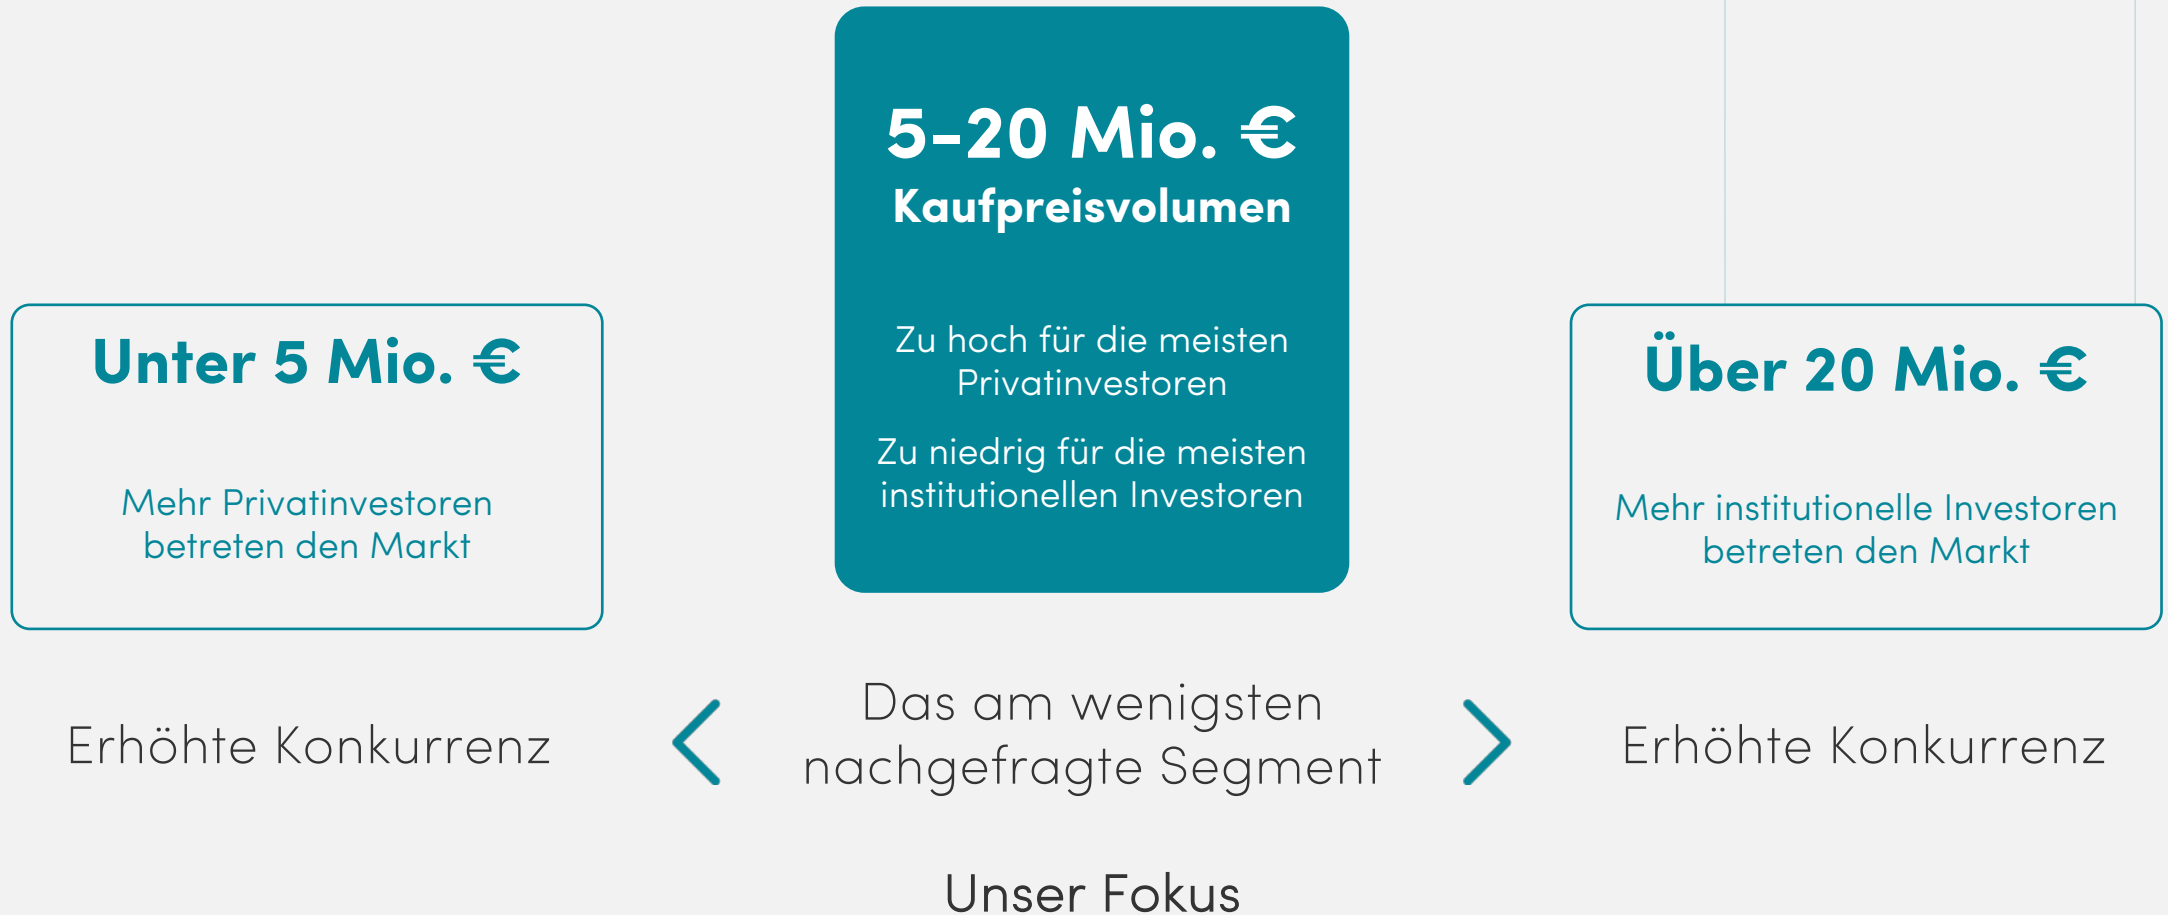 5-20 Mio. €
Kaufpreisvolumen
Zu hoch für die meisten
Privatinvestoren
Zu niedrig für die meisten
institutionellen Investoren
Unter 5 Mio. €
Mehr Privatinvestoren
betreten den Markt
Über 20 Mio. €
Mehr institutionelle Investoren
betreten den Markt
Erhöhte Konkurrenz
Das am wenigsten
nachgefragte Segment
Erhöhte Konkurrenz
Unser Fokus